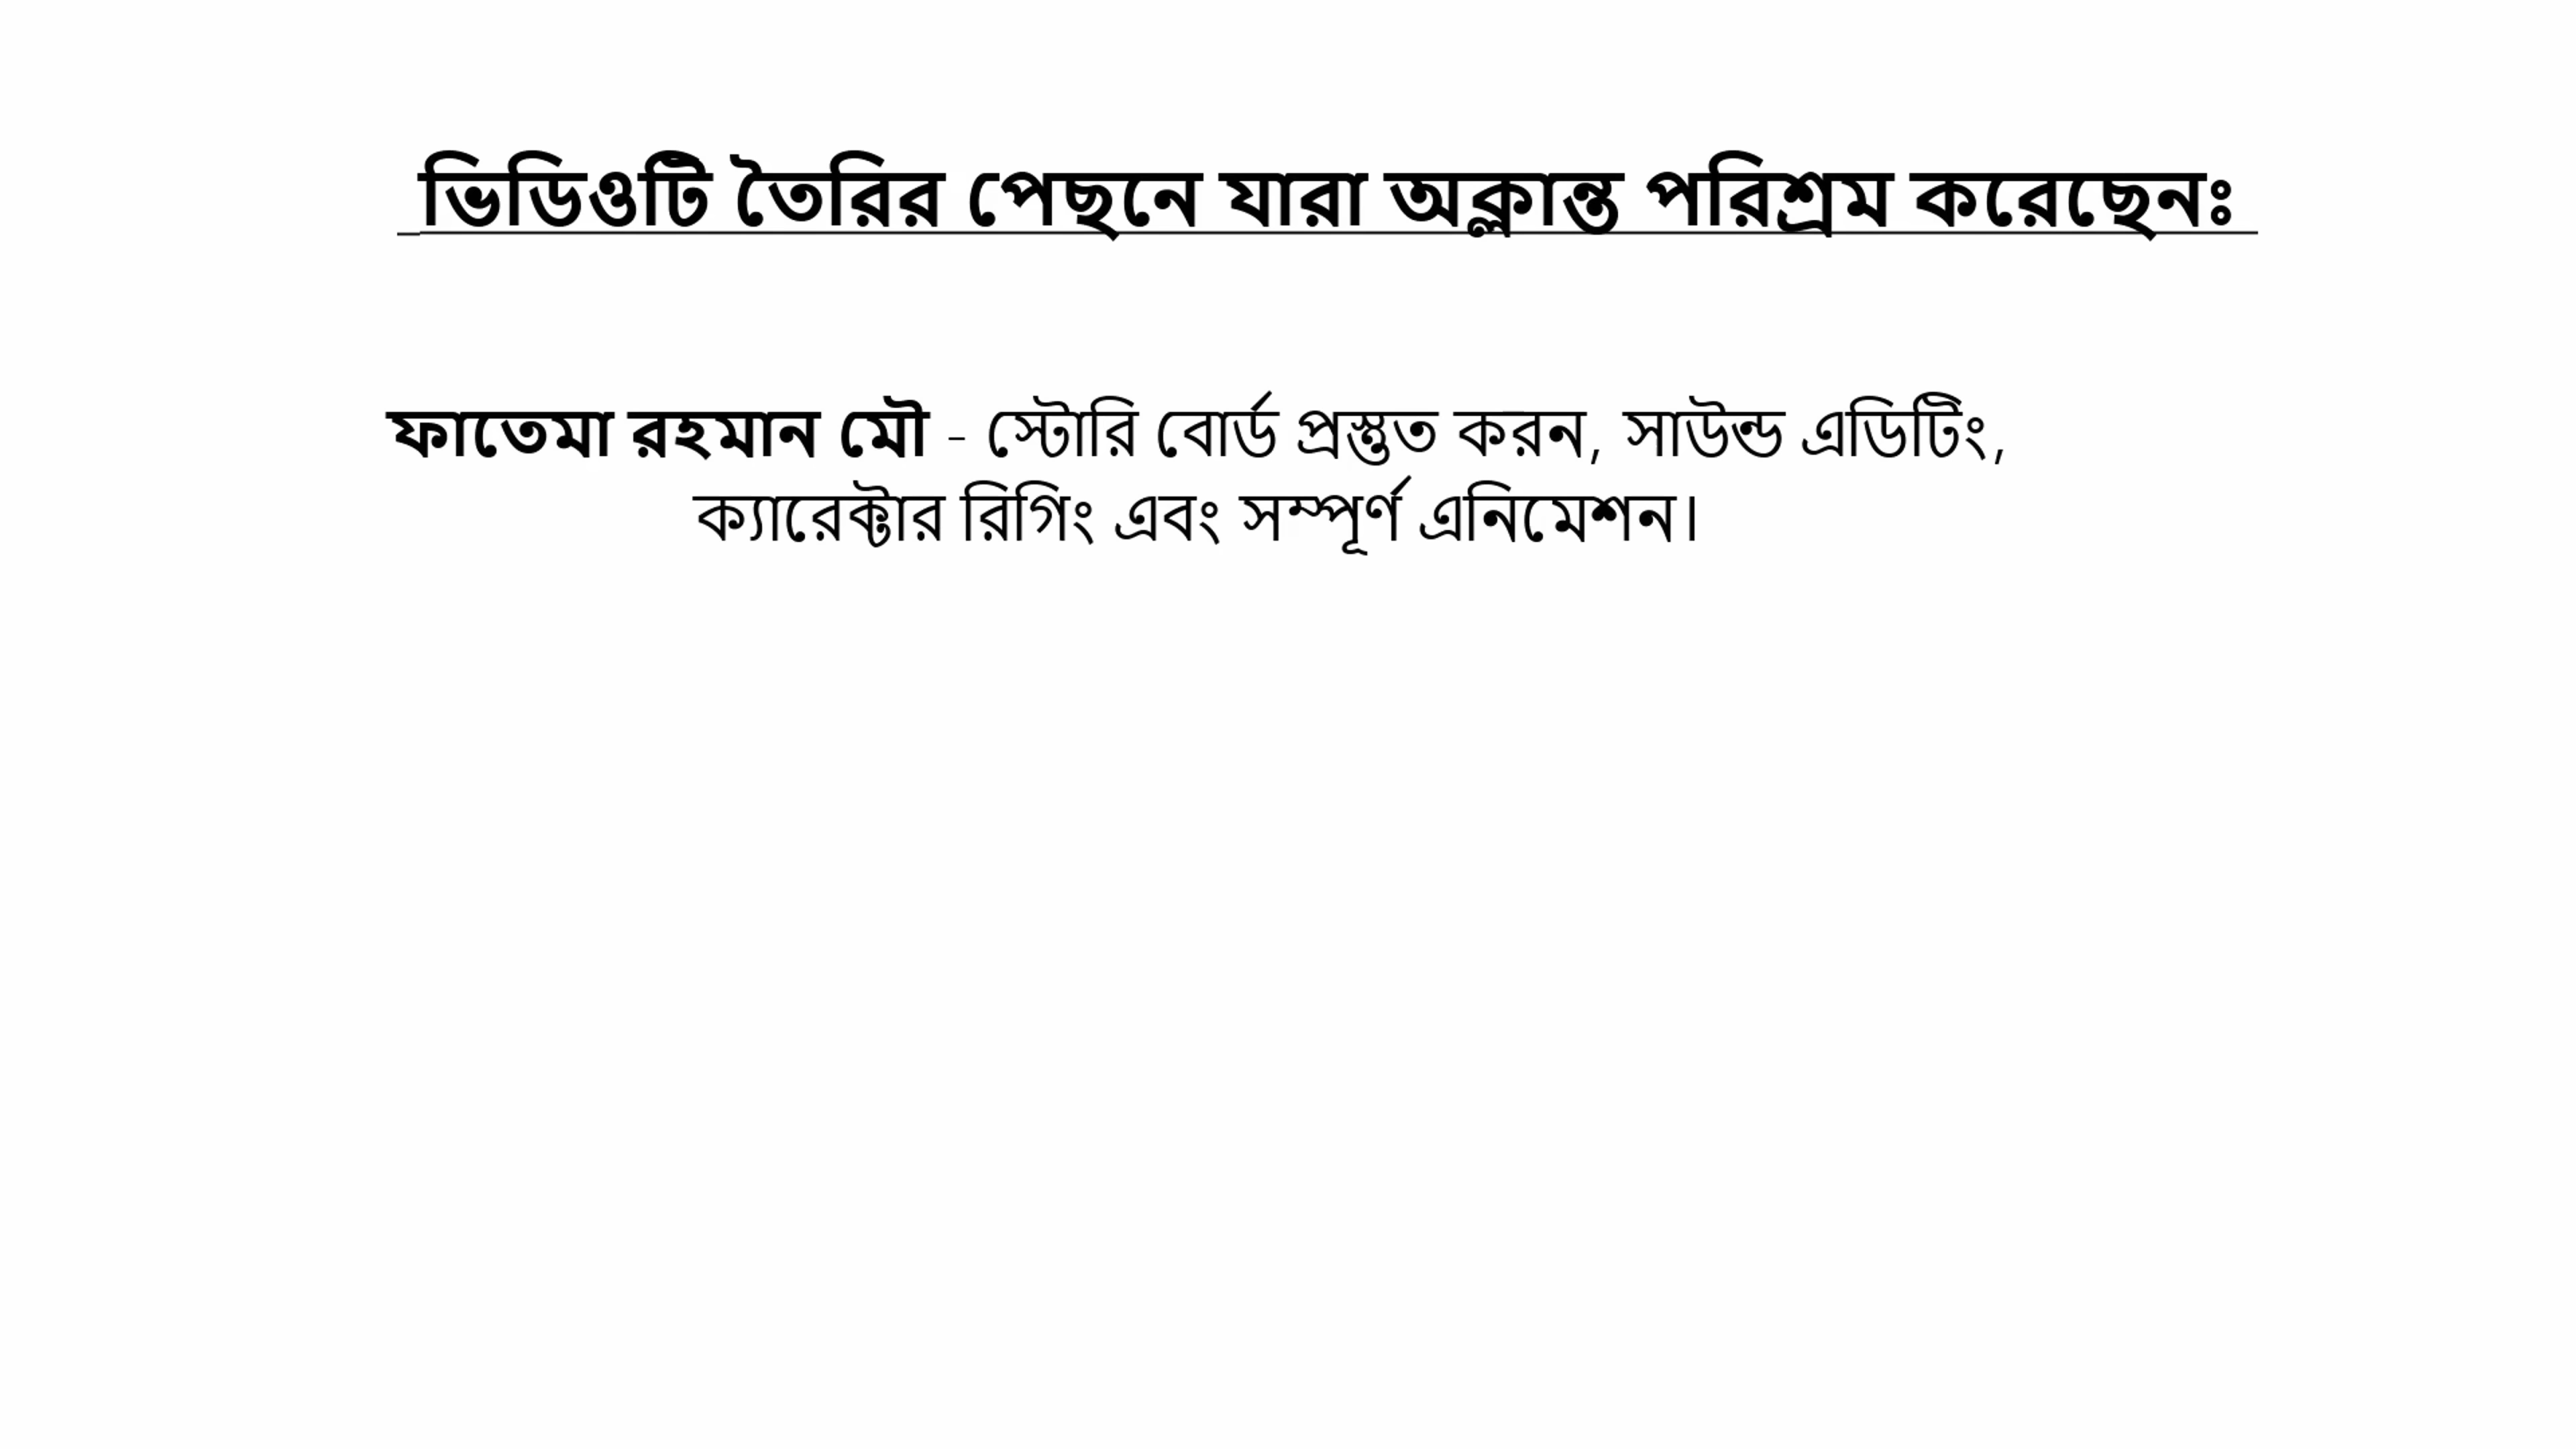 ভিডিওটি তৈরির পেছনে যারা অক্লান্ত পরিশ্রম করেছেনঃ
ফাতেমা রহমান মৌ - স্টোরি বোর্ড প্রস্তুত করন, সাউন্ড এডিটিং,
ক্যারেক্টার রিগিং এবং সম্পূর্ণ এনিমেশন।